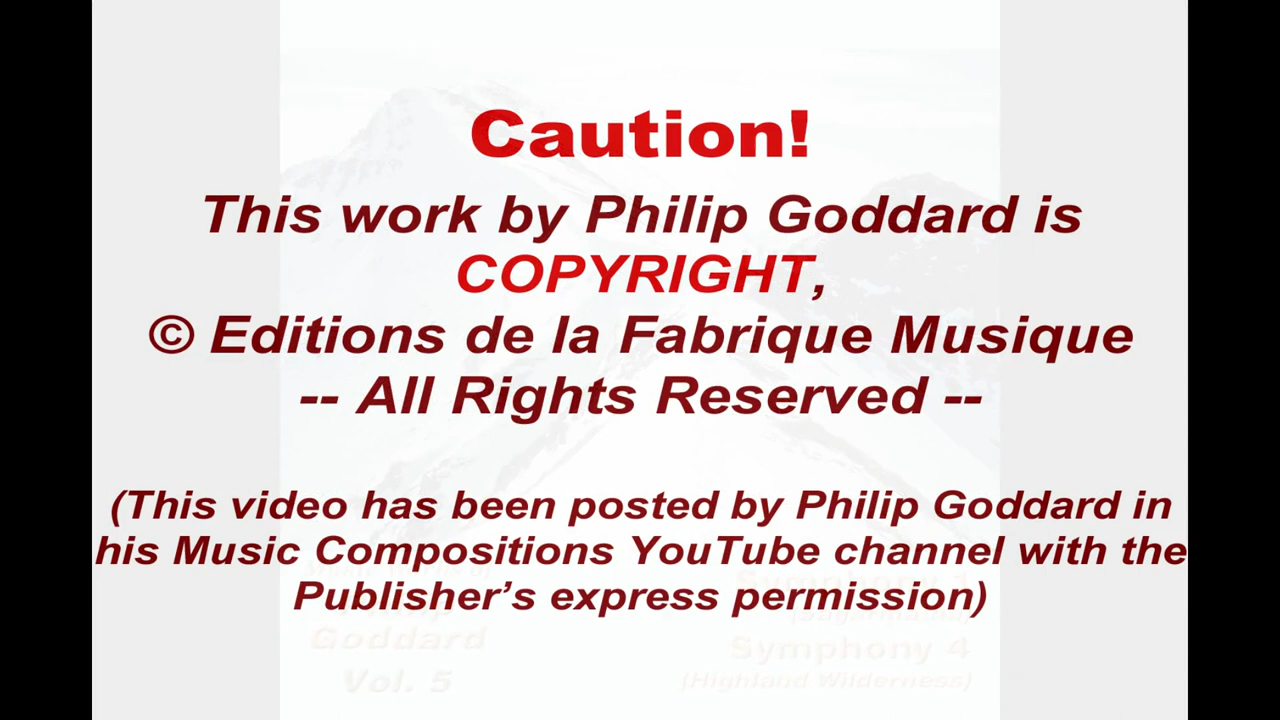 Caution!
This work by Philip Goddard is
COPYRIGHT,
© Editions de la Fabrique Musique
-- All Rights Reserved --
(This video has been posted by Philip Goddard in
his Music Compositions YouTube channel with the
Publisher’s express permission)
Goddard
Symphony 4
Vol. 5
(Highland Wilderness)